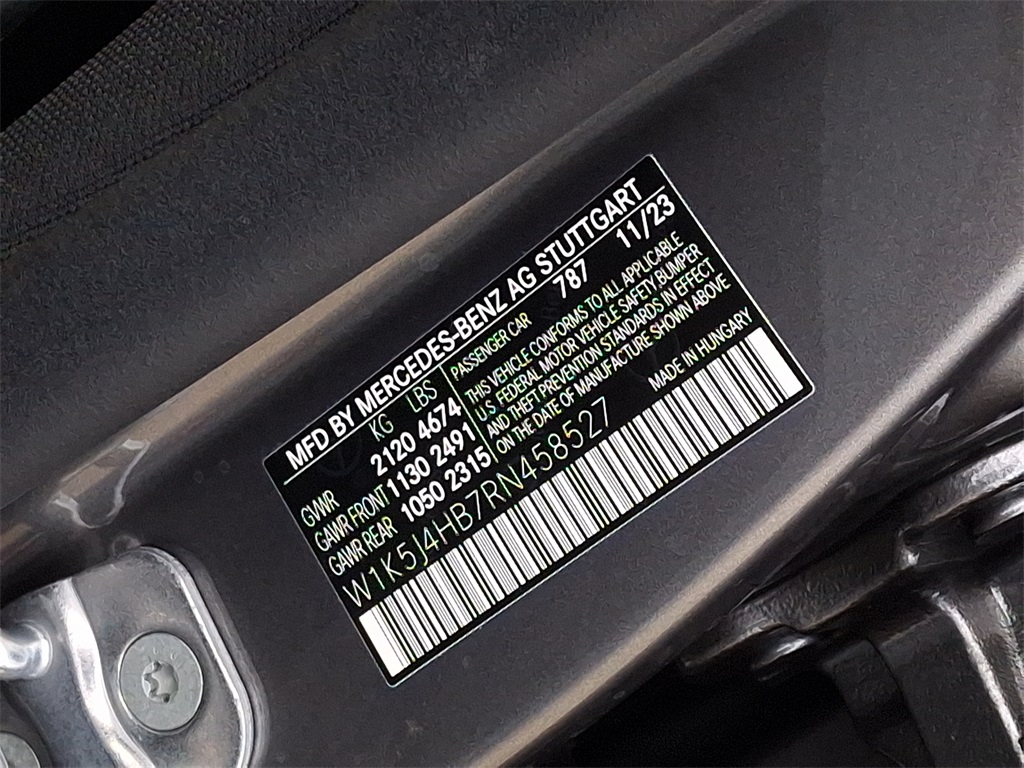 MFD BY MERCEDES-BENZ AG STUTTGART
KG LBS
GVWR 2120 4674
GAWR FRONT 1130 2491
GAWR REAR 1050 2315
PASSENGER CAR 787 11/23
THIS VEHICLE CONFORMS TO ALL APPLICABLE
U.S. FEDERAL MOTOR VEHICLE SAFETY,BUMPER
AND THEFT PREVENTION STANDARDS IN EFFECT
ON THE DATE OF MANUFACTURE SHOWN ABOVE
MADE IN HUNGARY
W1K5J4HB7RN458527